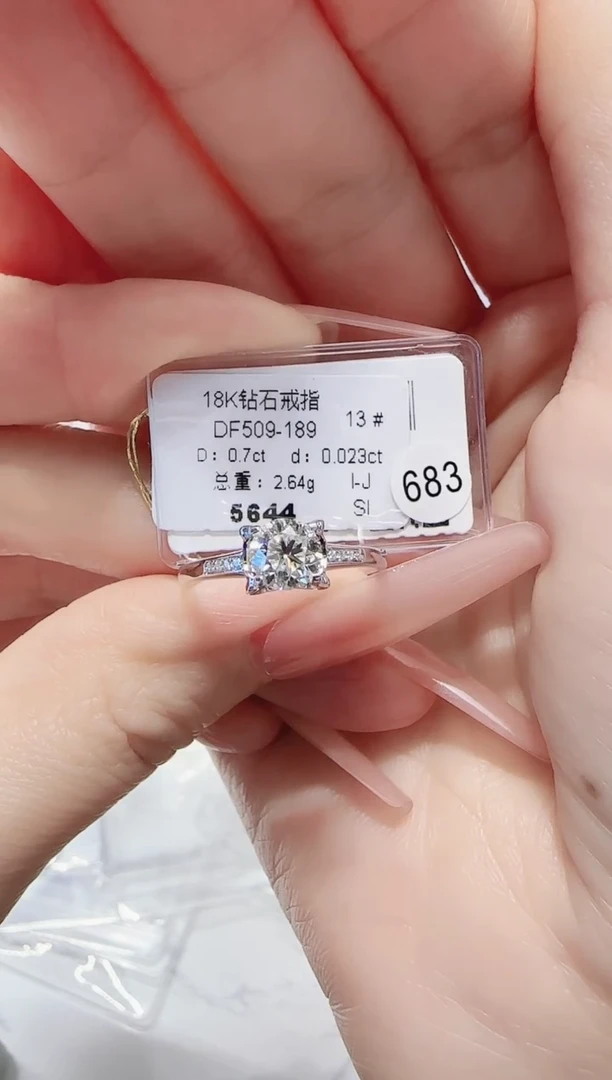 18K钻石戒指
DF509-189 13#
D: 0.7ct d: 0.023ct
总重: 2.64g I-J
5644 SI
683